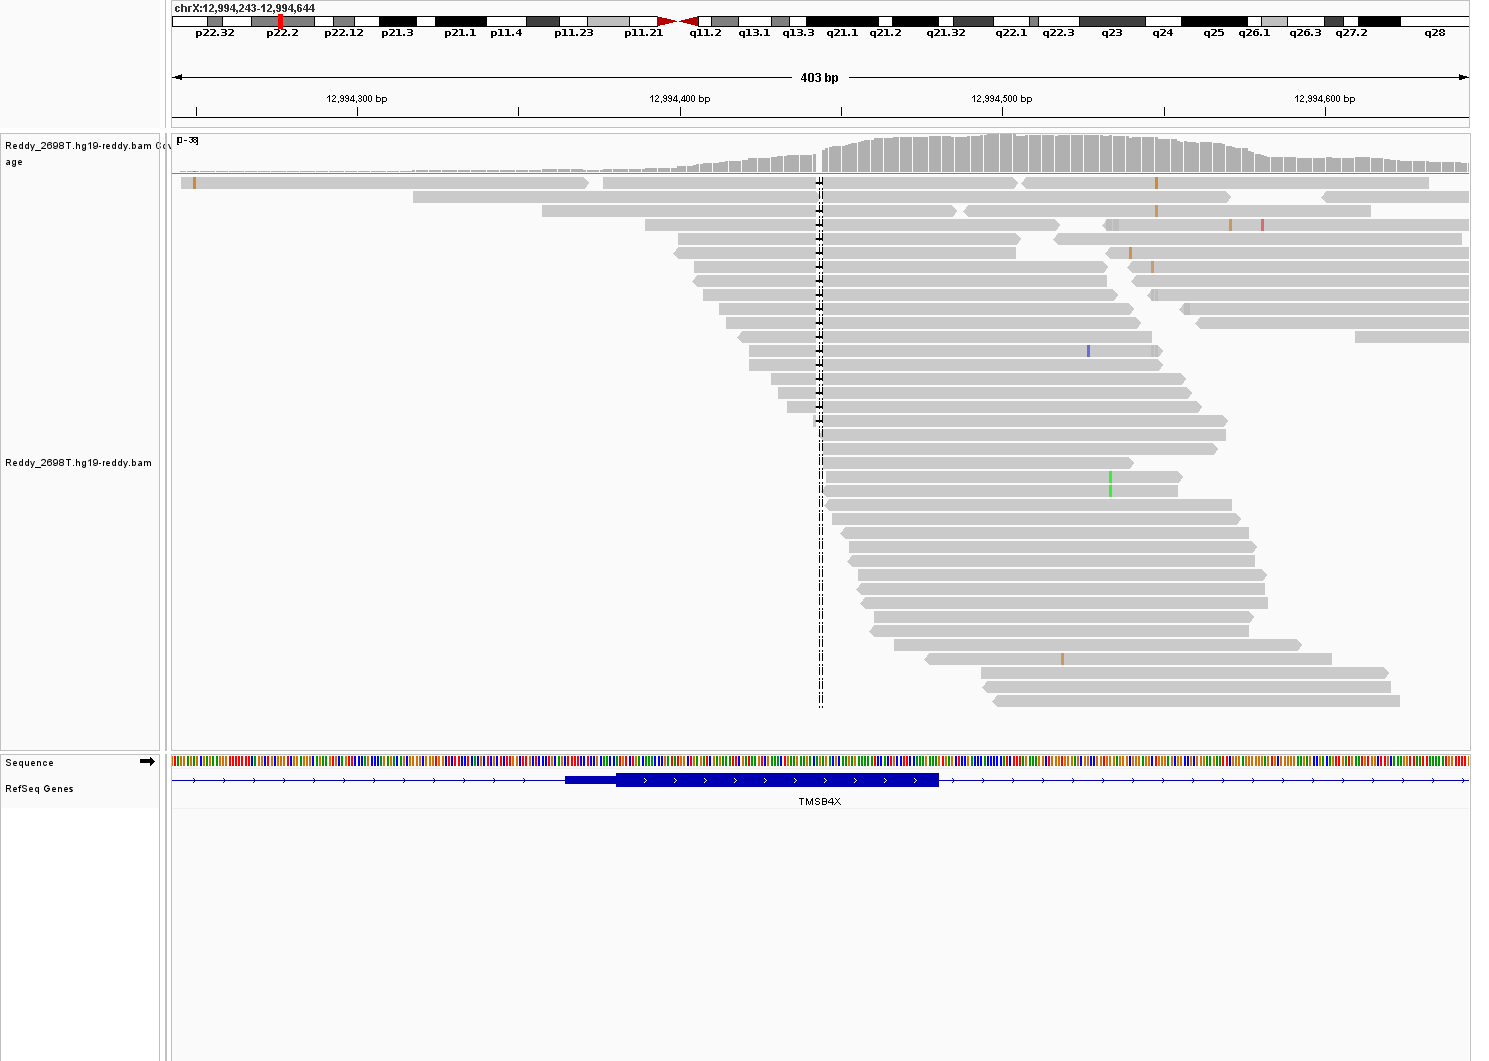 chrX:12,994,243-12,994,644
p22.32 p22.2 p22.12 p21.3 p21.1 p11.4 p11.23 p11.21 q11.2 q13.1 q13.3 q21.1 q21.2 q21.32 q22.1 q22.3 q23 q24 q25 q26.1 q26.3 q27.2 q28
403 bp
12,994,300 bp 12,994,400 bp 12,994,500 bp 12,994,600 bp
[0-38]
Reddy_2698T.hg19-reddy.bam Cov
age
Reddy_2698T.hg19-reddy.bam
Sequence
RefSeq Genes
TMSB4X